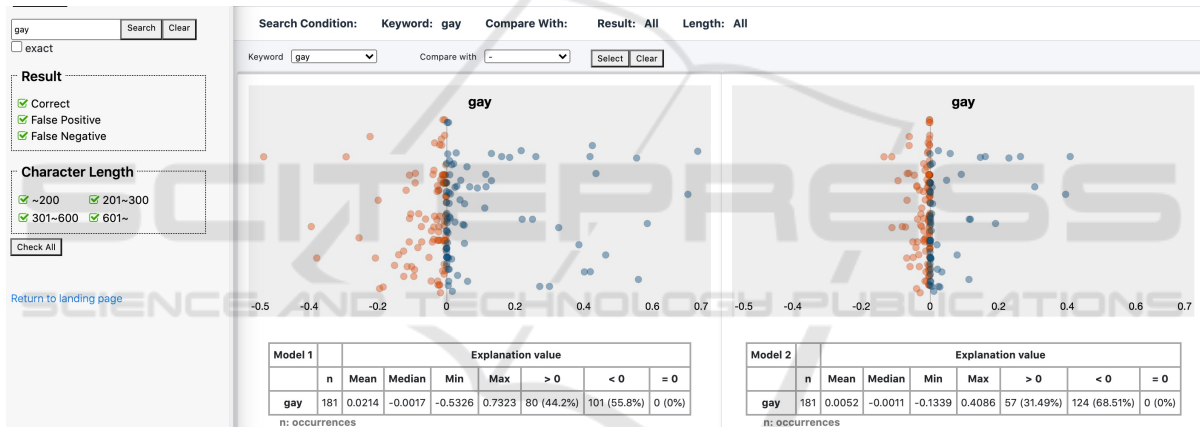 gay Search Clear
exact
Result
Correct
False Positive
False Negative
Character Length
~200 201~300
301~600 601~
Check All
Return to landing page
Search Condition: Keyword: gay Compare With: Result: All Length: All
Keyword gay Compare with - Select Clear
gay
-0.5 -0.4 -0.2 0 0.2 0.4 0.6 0.7
Model 1 Explanation value
n Mean Median Min Max > 0 < 0 = 0
gay 181 0.0214 -0.0017 -0.5326 0.7323 80 (44.2%) 101 (55.8%) 0 (0%)
n: occurrences
gay
-0.5 -0.4 -0.2 0 0.2 0.4 0.6 0.7
Model 2 Explanation value
n Mean Median Min Max > 0 < 0 = 0
gay 181 0.0052 -0.0011 -0.1339 0.4086 57 (31.49%) 124 (68.51%) 0 (0%)
n: occurrences
SCITEPRESS
SCIENCE AND TECHNOLOGY PUBLICATIONS